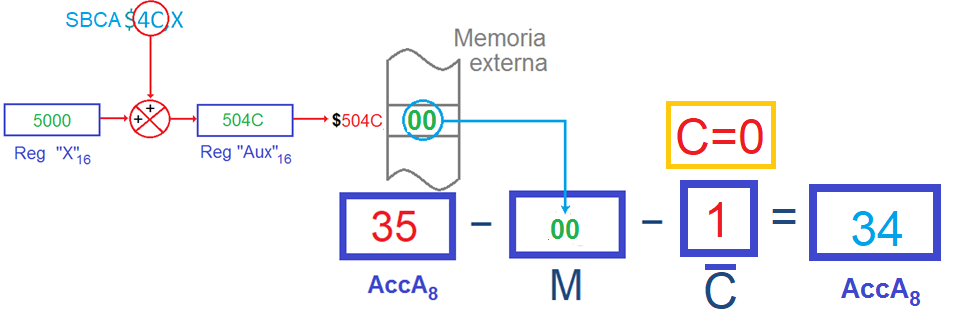 SBCA $4C,X
Memoria
externa
5000
+
+
504C
$504C
00
Reg "X"16
Reg "Aux"16
C=0
35 - 00 - 1 = 34
AccA8
M
C̅
AccA8